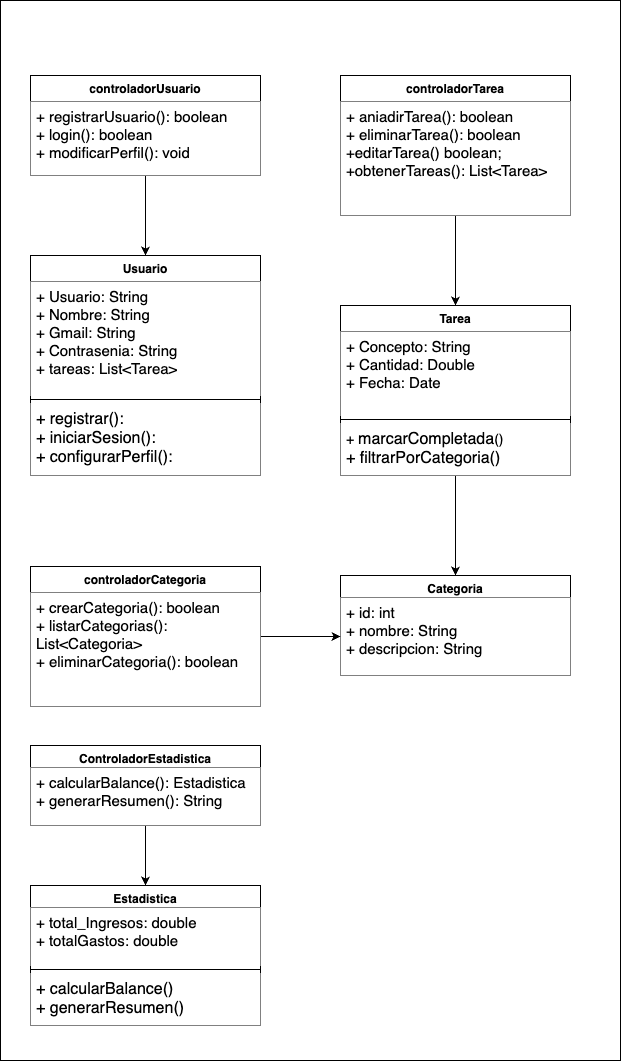 controladorUsuario
+ registrarUsuario(): boolean
+ login(): boolean
+ modificarPerfil(): void
controladorTarea
+ aniadirTarea(): boolean
+ eliminarTarea(): boolean
+editarTarea() boolean;
+obtenerTareas(): List<Tarea>
Usuario
+ Usuario: String
+ Nombre: String
+ Gmail: String
+ Contrasenia: String
+ tareas: List<Tarea>
+ registrar():
+ iniciarSesion():
+ configurarPerfil():
Tarea
+ Concepto: String
+ Cantidad: Double
+ Fecha: Date
+ marcarCompletada()
+ filtrarPorCategoria()
controladorCategoria
+ crearCategoria(): boolean
+ listarCategorias():
List<Categoria>
+ eliminarCategoria(): boolean
Categoria
+ id: int
+ nombre: String
+ descripcion: String
ControladorEstadistica
+ calcularBalance(): Estadistica
+ generarResumen(): String
Estadistica
+ total_Ingresos: double
+ totalGastos: double
+ calcularBalance()
+ generarResumen()